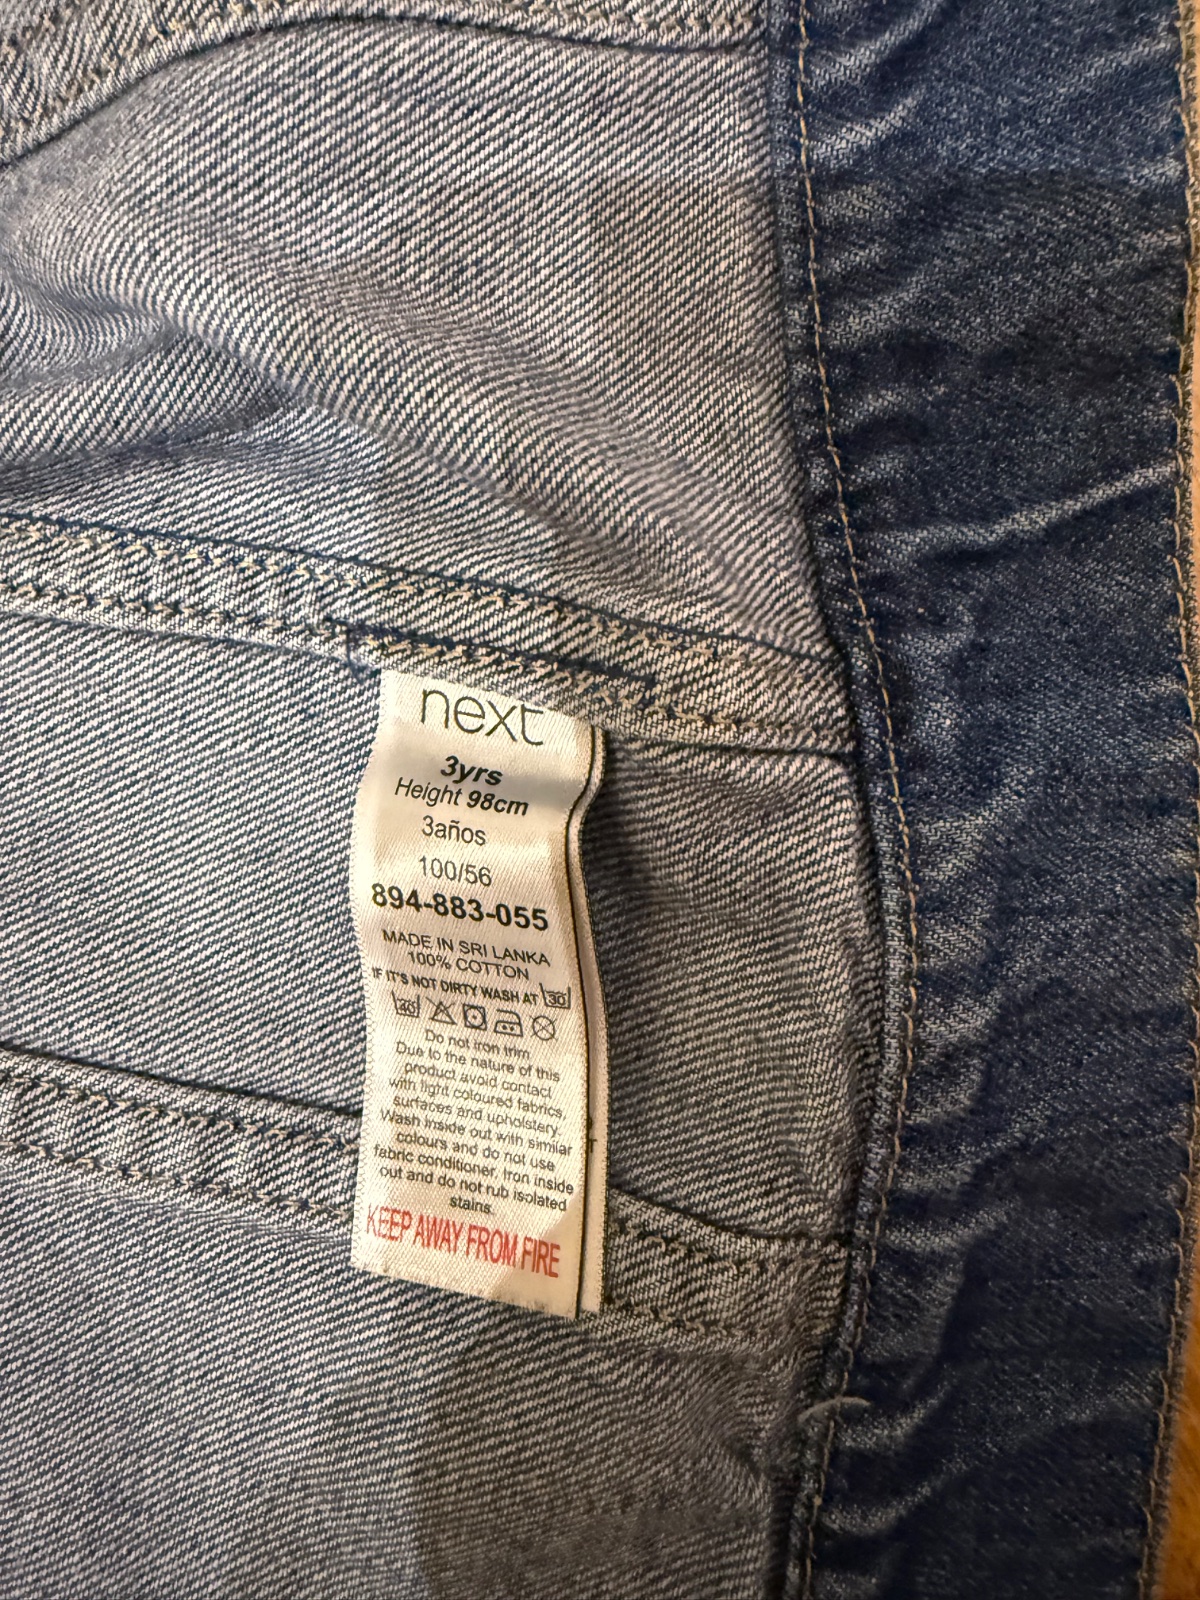 next
3yrs
Height 98cm
3años
100/56
894-883-055
MADE IN SRI LANKA
100% COTTON
IF IT'S NOT DIRTY WASH AT 30
40
Do not iron trim
Due to the nature of this
product avoid contact
with light coloured fabrics,
surfaces and upholstery.
Wash inside out with similar
colours and do not use
fabric conditioner, Iron inside
out and do not rub isolated
stains.
KEEP AWAY FROM FIRE